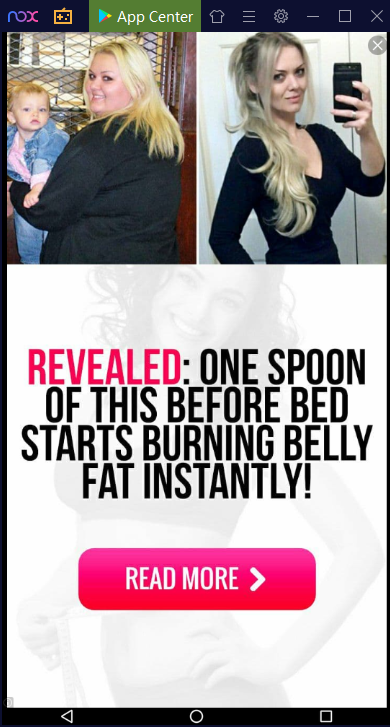 nox App Center
REVEALED: ONE SPOON
OF THIS BEFORE BED
STARTS BURNING BELLY
FAT INSTANTLY!
READ MORE